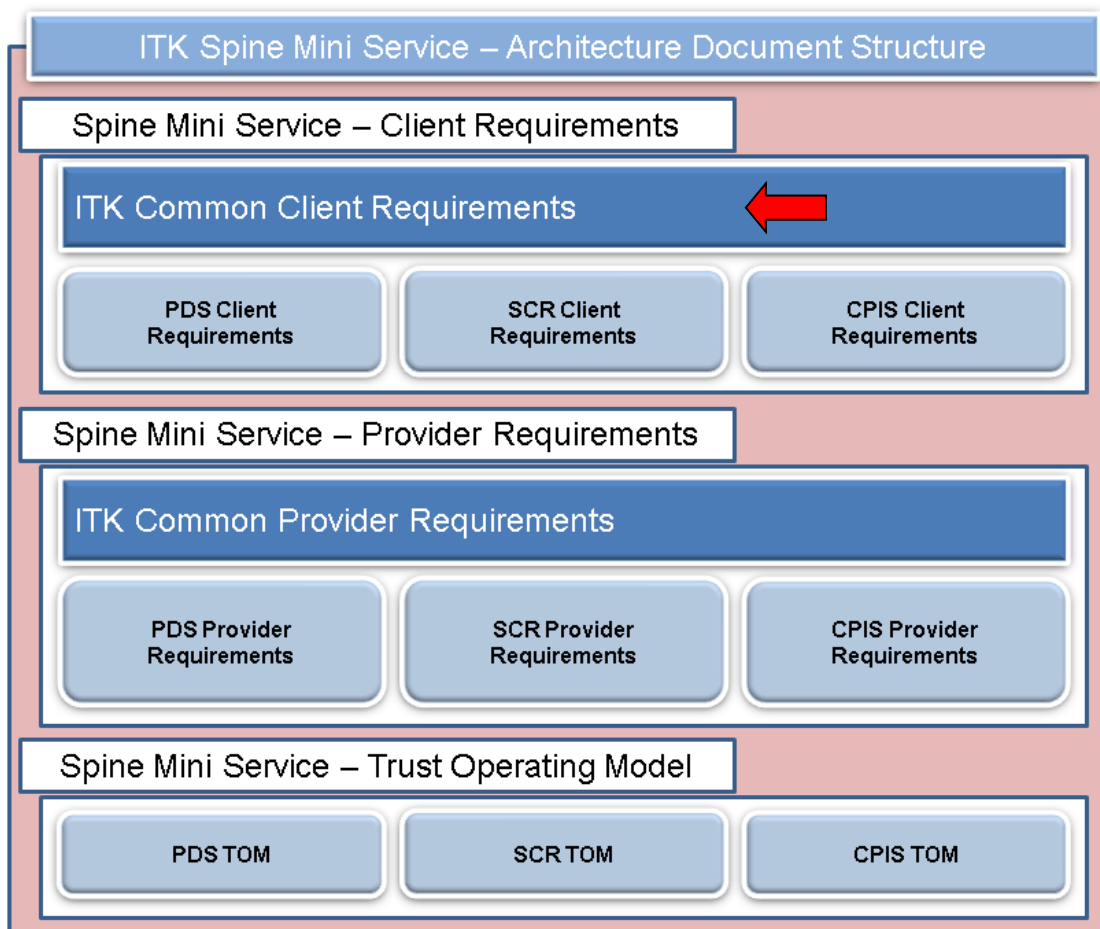 ITK Spine Mini Service – Architecture Document Structure
Spine Mini Service – Client Requirements
ITK Common Client Requirements
PDS Client
Requirements
SCR Client
Requirements
CPIS Client
Requirements
Spine Mini Service – Provider Requirements
ITK Common Provider Requirements
PDS Provider
Requirements
SCR Provider
Requirements
CPIS Provider
Requirements
Spine Mini Service – Trust Operating Model
PDS TOM
SCR TOM
CPIS TOM